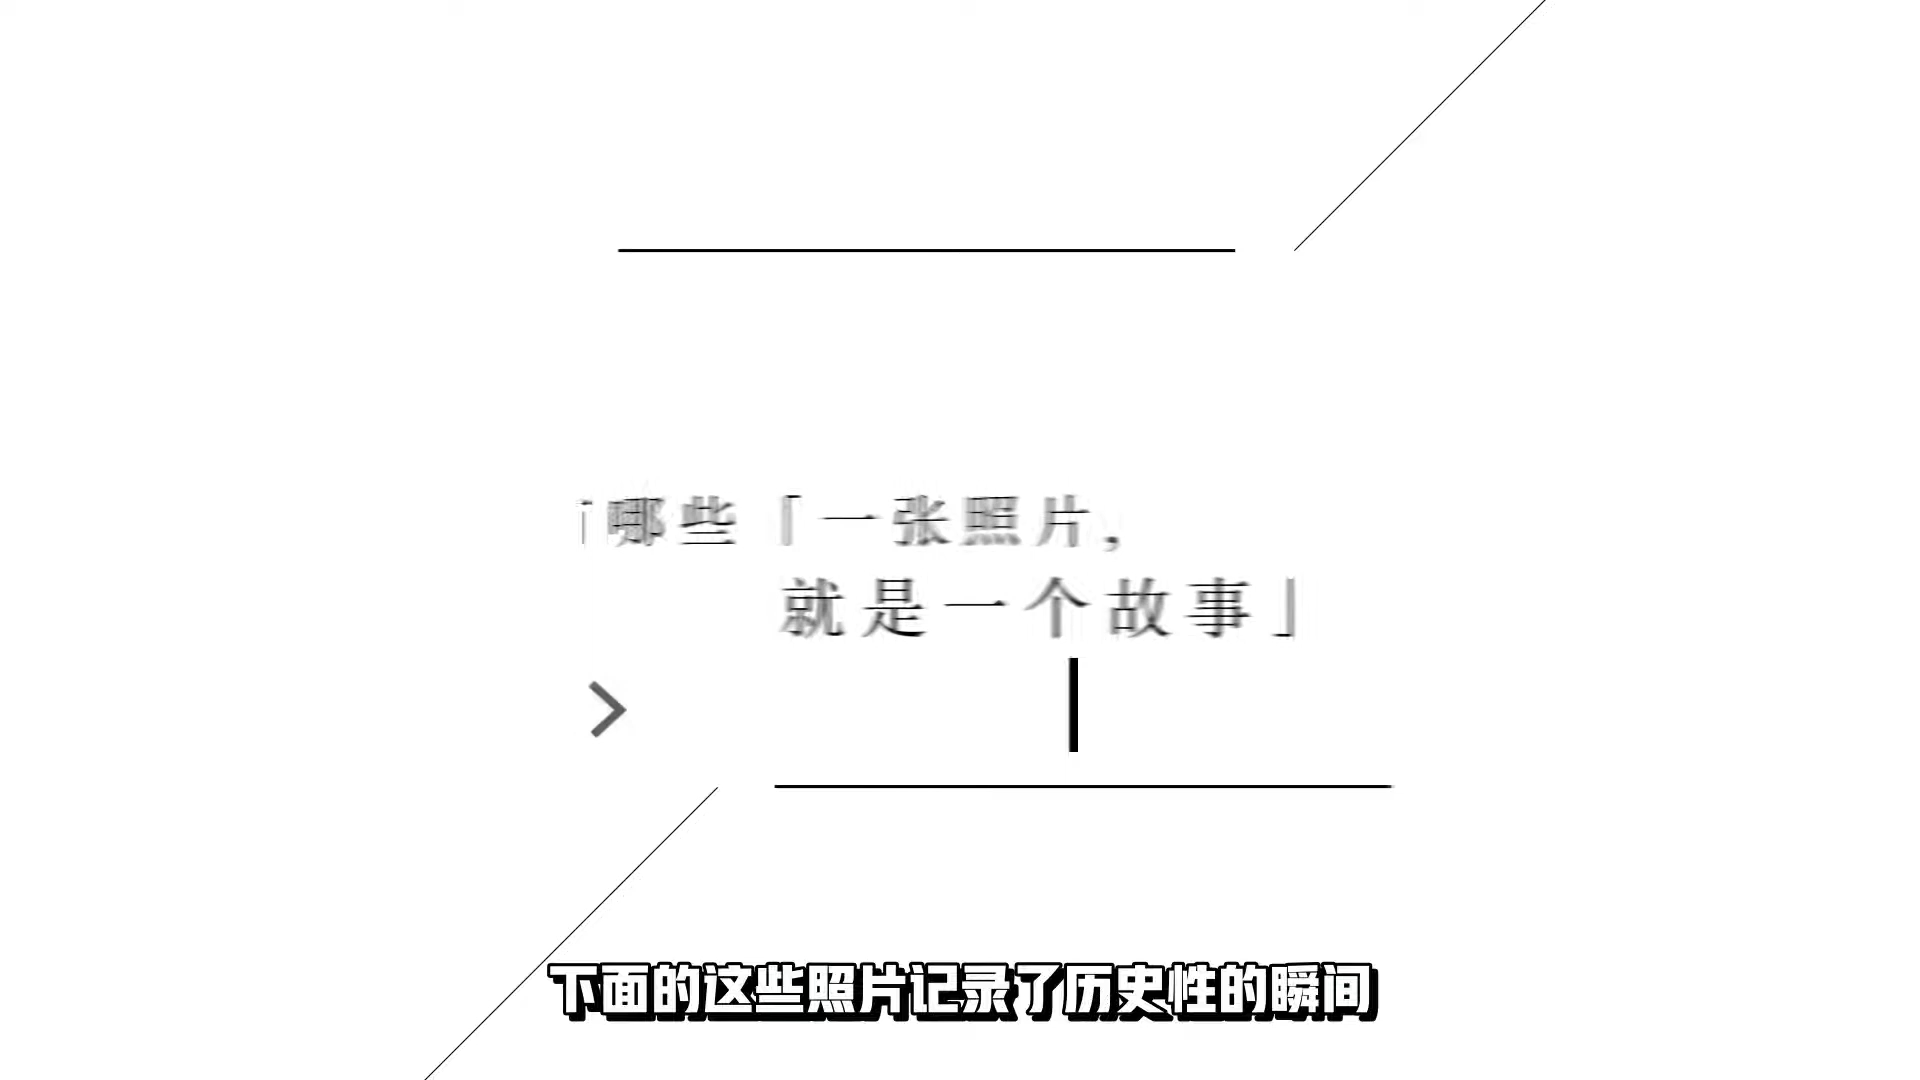 哪些「一张照片，
就是一个故事」
下面的这些照片记录了历史性的瞬间